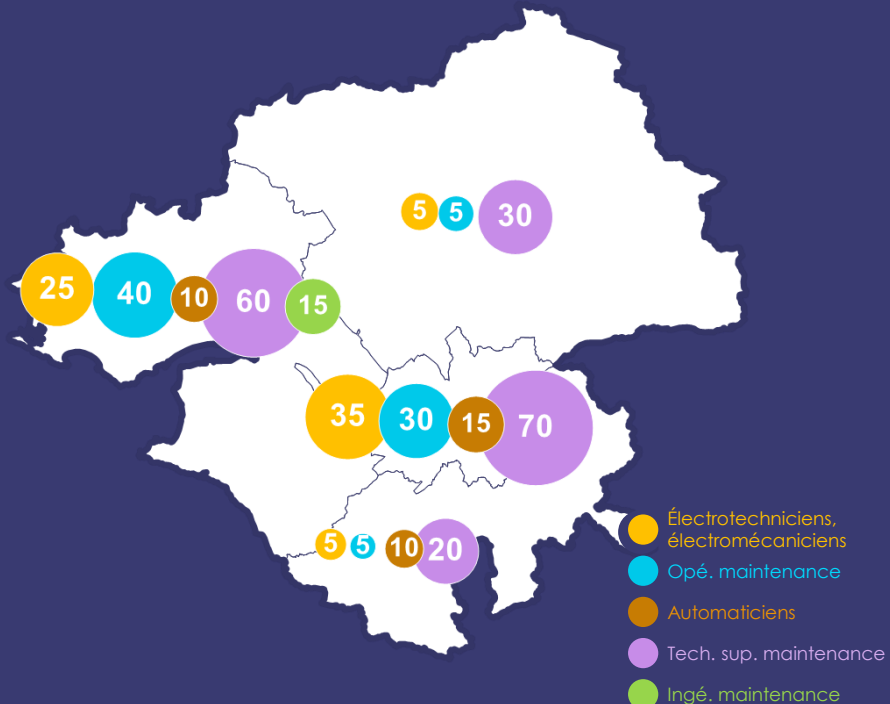 5 5 30
25 40 10 60 15
35 30 15 70
5 5 10 20
Électrotechniciens,
électromécaniciens
Opé. maintenance
Automaticiens
Tech. sup. maintenance
Ingé. maintenance